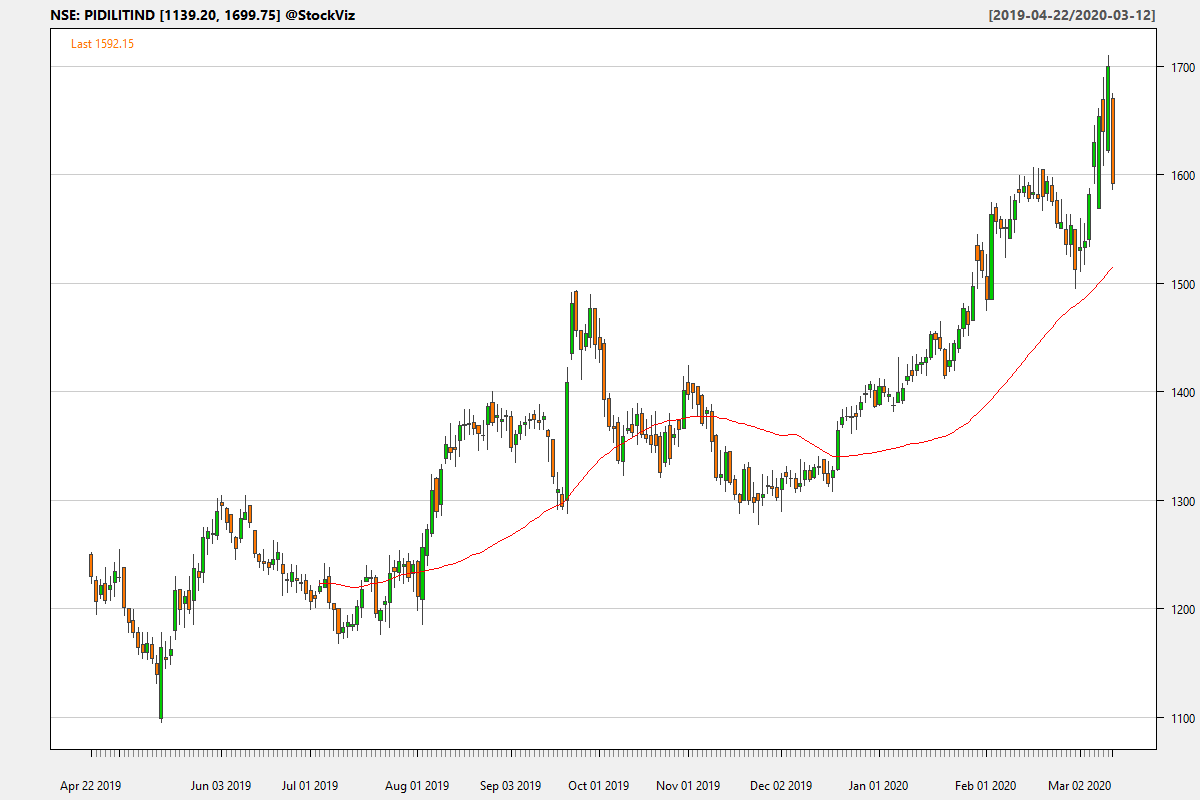 NSE: PIDILITIND [1139.20, 1699.75] @StockViz
[2019-04-22/2020-03-12]
Last 1592.15
1700
1600
1500
1400
1300
1200
1100
Apr 22 2019 Jun 03 2019 Jul 01 2019 Aug 01 2019 Sep 03 2019 Oct 01 2019 Nov 01 2019 Dec 02 2019 Jan 01 2020 Feb 01 2020 Mar 02 2020